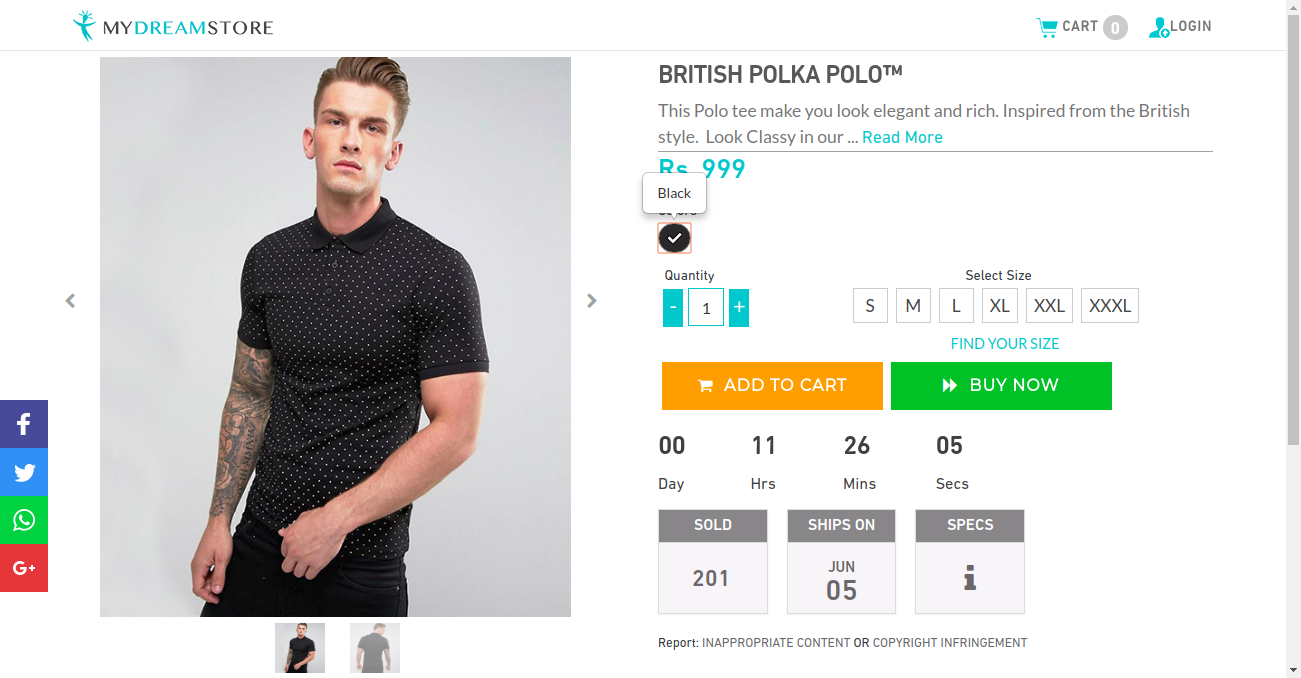 MYDREAMSTORE
CART 0
LOGIN
BRITISH POLKA POLO™
This Polo tee make you look elegant and rich. Inspired from the British
style. Look Classy in our ... Read More
Rs. 999
Black
Quantity
- 1 +
Select Size
S M L XL XXL XXXL
FIND YOUR SIZE
ADD TO CART
BUY NOW
00 11 26 05
Day Hrs Mins Secs
SOLD
201
SHIPS ON
JUN
05
SPECS
Report: INAPPROPRIATE CONTENT OR COPYRIGHT INFRINGEMENT
G+